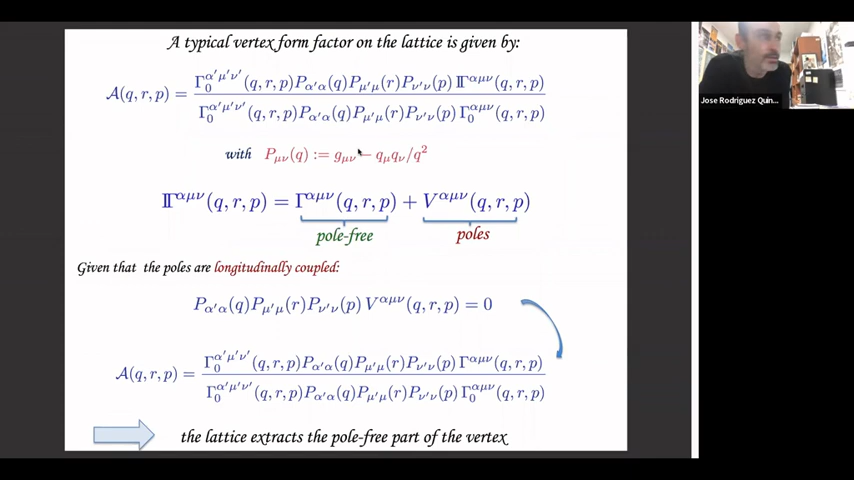 A typical vertex form factor on the lattice is given by:
𝒜(q, r, p) = Γ₀^{α′μ′ν′}(q, r, p)P_{α′α}(q)P_{μ′μ}(r)P_{ν′ν}(p) 𝕀Γ^{αμν}(q, r, p) / Γ₀^{α′μ′ν′}(q, r, p)P_{α′α}(q)P_{μ′μ}(r)P_{ν′ν}(p) Γ₀^{αμν}(q, r, p)
with P_{μν}(q) := g_{μν} − q_μq_ν/q²
𝕀Γ^{αμν}(q, r, p) = Γ^{αμν}(q, r, p) + V^{αμν}(q, r, p)
pole-free poles
Given that the poles are longitudinally coupled:
P_{α′α}(q)P_{μ′μ}(r)P_{ν′ν}(p) V^{αμν}(q, r, p) = 0
𝒜(q, r, p) = Γ₀^{α′μ′ν′}(q, r, p)P_{α′α}(q)P_{μ′μ}(r)P_{ν′ν}(p) Γ^{αμν}(q, r, p) / Γ₀^{α′μ′ν′}(q, r, p)P_{α′α}(q)P_{μ′μ}(r)P_{ν′ν}(p) Γ₀^{αμν}(q, r, p)
the lattice extracts the pole-free part of the vertex
Jose Rodriguez Quin...